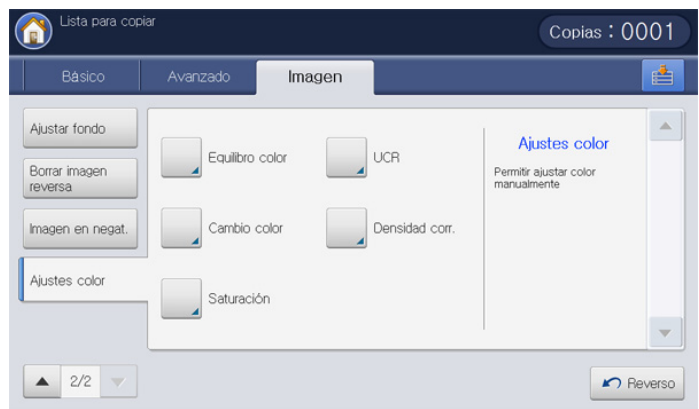 Lista para copiar
Copias : 0001
Básico
Avanzado
Imagen
Ajustar fondo
Borrar imagen
reversa
Imagen en negat.
Ajustes color
Equilibro color
UCR
Cambio color
Densidad corr.
Saturación
Ajustes color
Permitir ajustar color
manualmente
2/2
Reverso